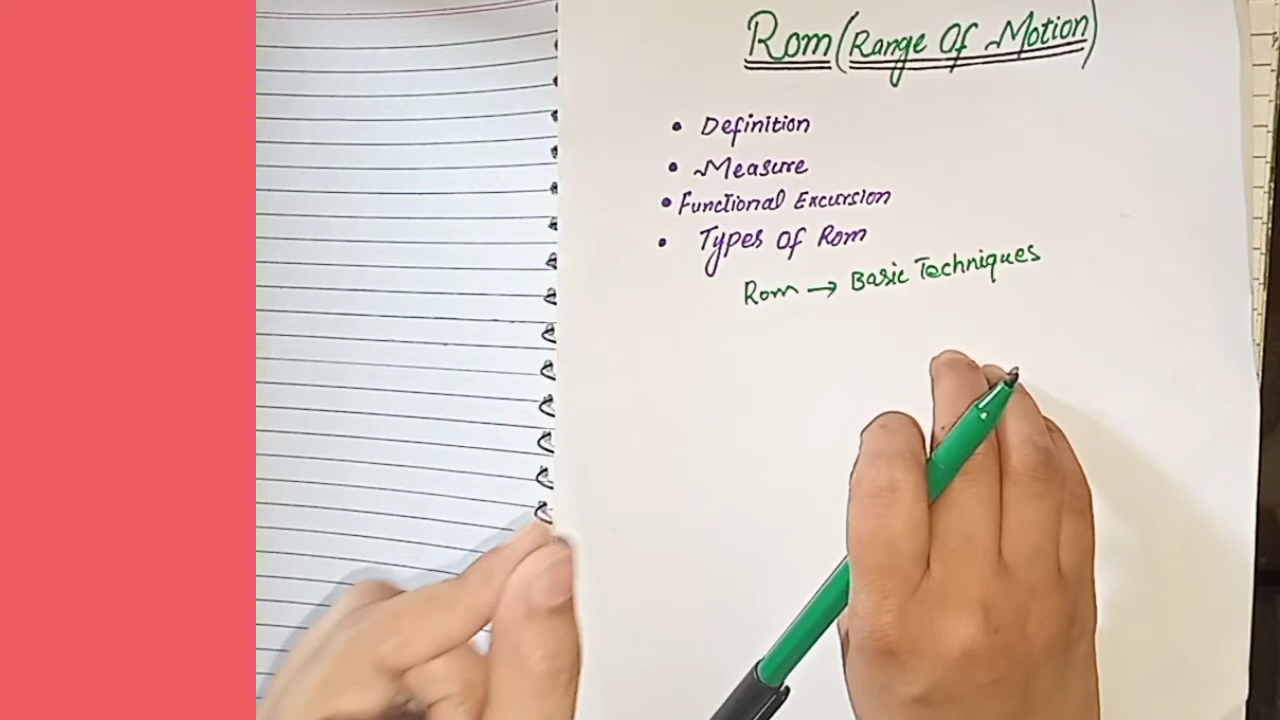 Rom (Range Of Motion)
• Definition
• Measure
• Functional Excursion
• Types Of Rom
Rom → Basic Techniques